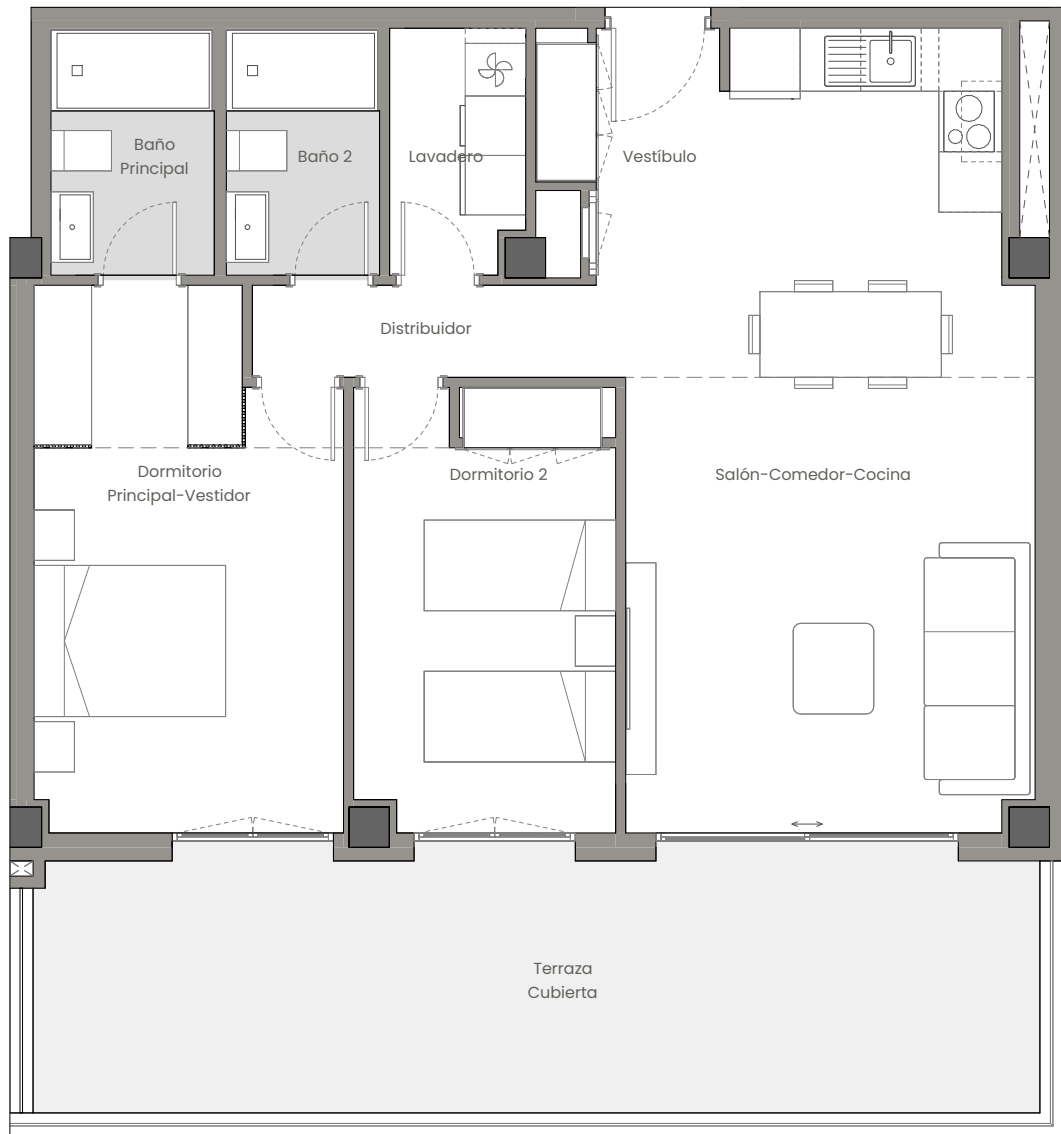 Baño
Principal
Baño 2
Lavadero
Vestíbulo
Distribuidor
Dormitorio
Principal-Vestidor
Dormitorio 2
Salón-Comedor-Cocina
Terraza
Cubierta